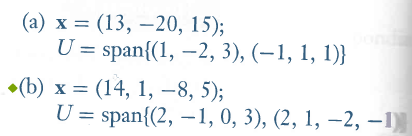 (a) x = (13, −20, 15);
U = span{(1, −2, 3), (−1, 1, 1)}
◆(b) x = (14, 1, −8, 5);
U = span{(2, −1, 0, 3), (2, 1, −2, −1)